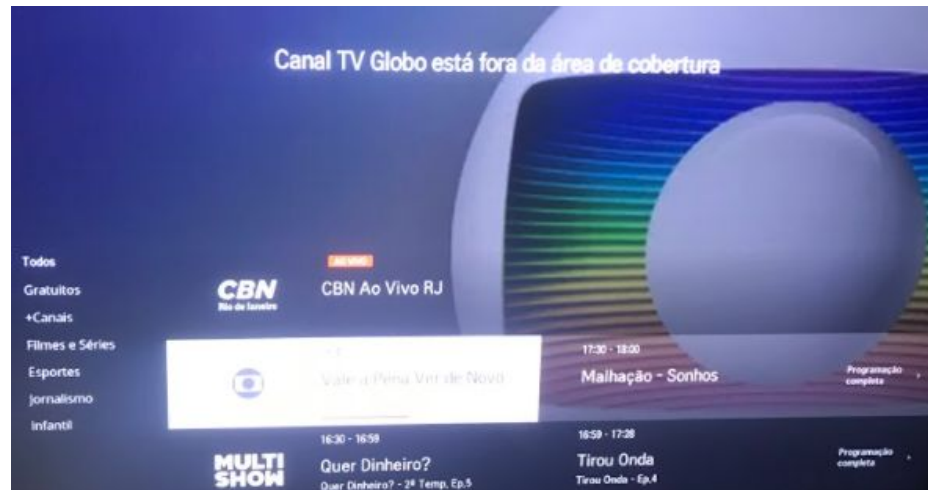 Canal TV Globo está fora da área de cobertura
Todos
Gratuitos
+Canais
Filmes e Séries
Esportes
Jornalismo
Infantil
AO VIVO
CBN
Rio de Janeiro
CBN Ao Vivo RJ
Vale a Pena Ver de Novo
17:30 - 18:00
Malhação - Sonhos
Programação
completa
MULTI
SHOW
16:30 - 16:59
Quer Dinheiro?
Quer Dinheiro? - 2ª Temp, Ep.5
16:59 - 17:28
Tirou Onda
Tirou Onda - Ep.4
Programação
completa